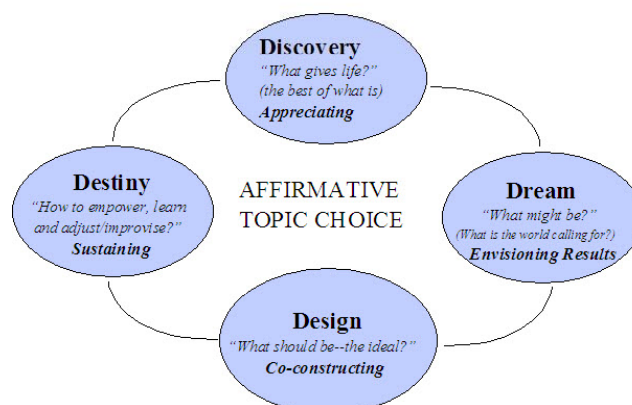 Discovery
“What gives life?”
(the best of what is)
Appreciating
Destiny
“How to empower, learn
and adjust/improvise?”
Sustaining
AFFIRMATIVE
TOPIC CHOICE
Dream
“What might be?”
(What is the world calling for?)
Envisioning Results
Design
“What should be--the ideal?”
Co-constructing